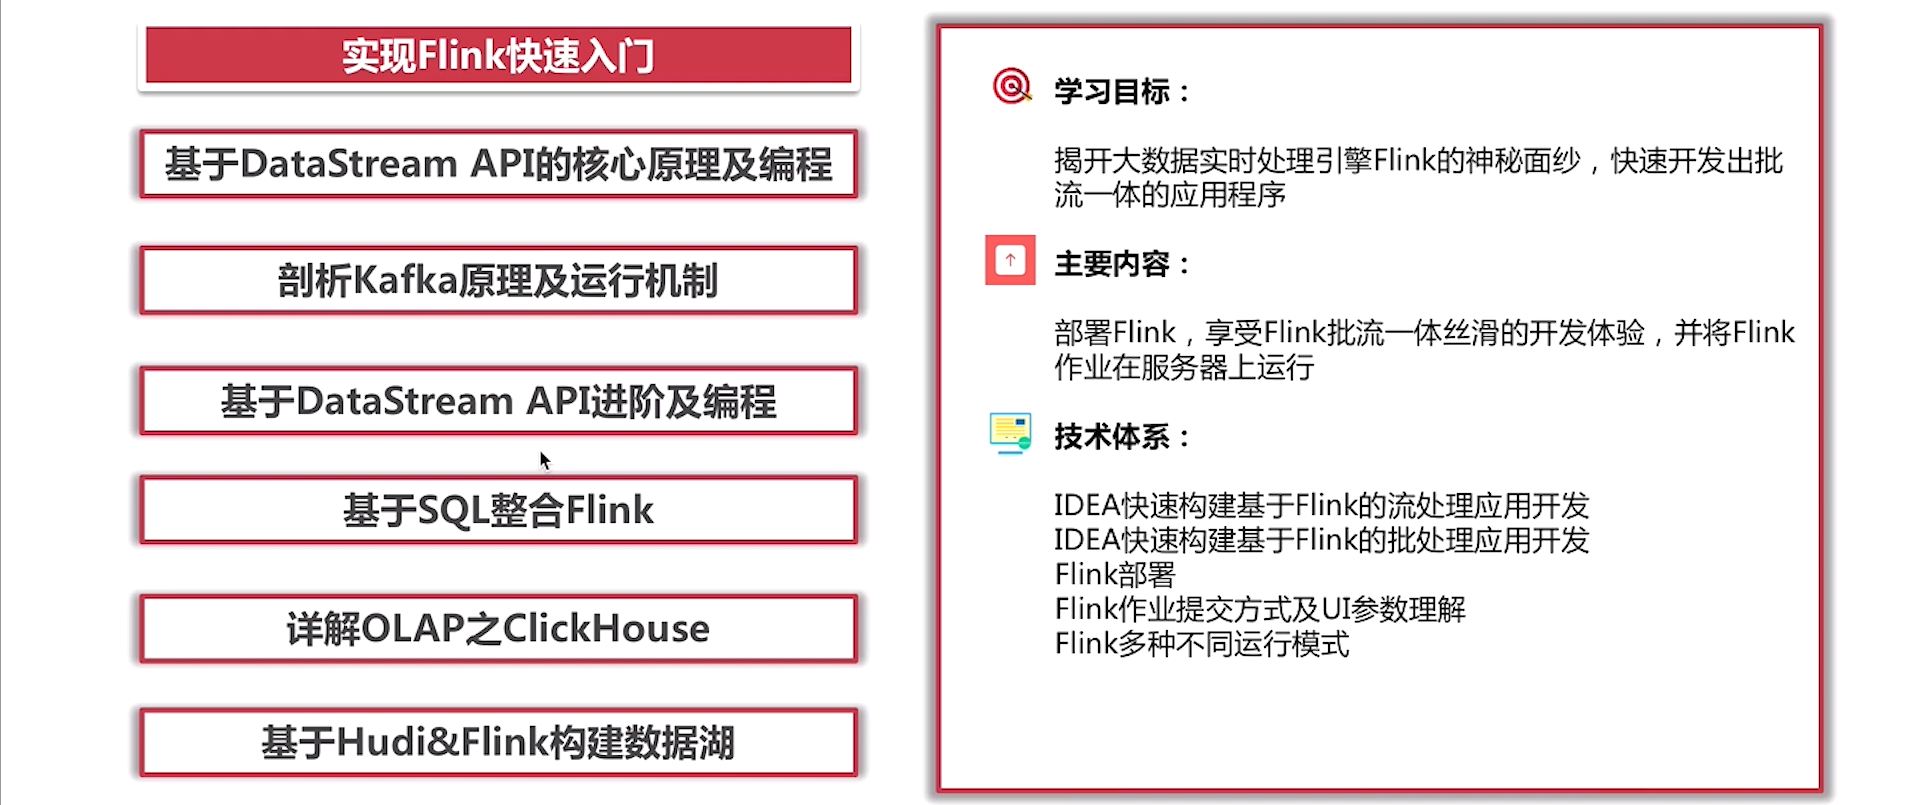 实现Flink快速入门
基于DataStream API的核心原理及编程
剖析Kafka原理及运行机制
基于DataStream API进阶及编程
基于SQL整合Flink
详解OLAP之ClickHouse
基于Hudi&Flink构建数据湖
学习目标：
揭开大数据实时处理引擎Flink的神秘面纱，快速开发出批
流一体的应用程序
主要内容：
部署Flink，享受Flink批流一体丝滑的开发体验，并将Flink
作业在服务器上运行
技术体系：
IDEA快速构建基于Flink的流处理应用开发
IDEA快速构建基于Flink的批处理应用开发
Flink部署
Flink作业提交方式及UI参数理解
Flink多种不同运行模式